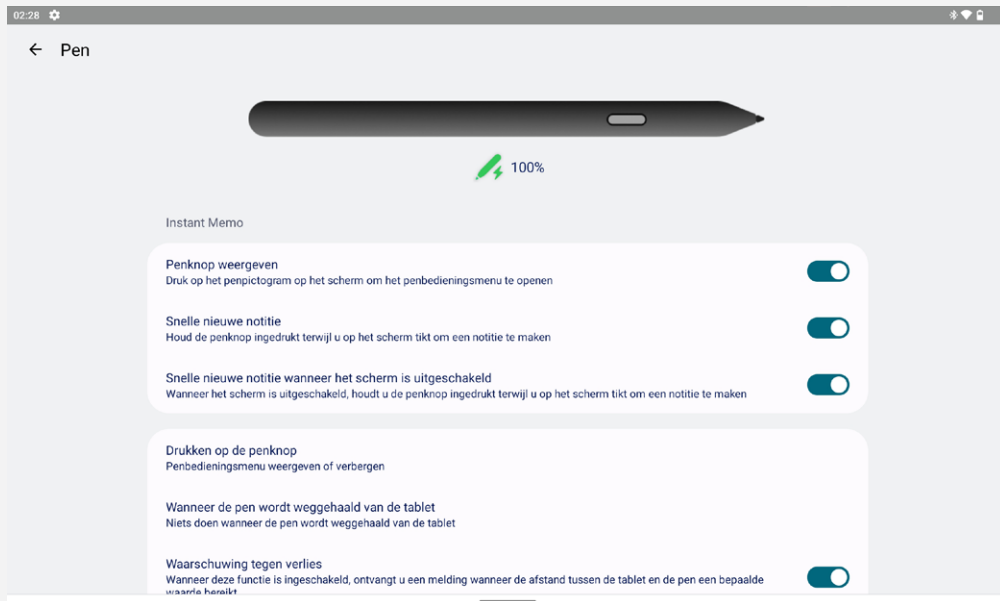 02:28
Pen
100%
Instant Memo
Penknop weergeven
Druk op het penpictogram op het scherm om het penbedieningsmenu te openen
Snelle nieuwe notitie
Houd de penknop ingedrukt terwijl u op het scherm tikt om een notitie te maken
Snelle nieuwe notitie wanneer het scherm is uitgeschakeld
Wanneer het scherm is uitgeschakeld, houdt u de penknop ingedrukt terwijl u op het scherm tikt om een notitie te maken
Drukken op de penknop
Penbedieningsmenu weergeven of verbergen
Wanneer de pen wordt weggehaald van de tablet
Niets doen wanneer de pen wordt weggehaald van de tablet
Waarschuwing tegen verlies
Wanneer deze functie is ingeschakeld, ontvangt u een melding wanneer de afstand tussen de tablet en de pen een bepaalde
waarde bereikt